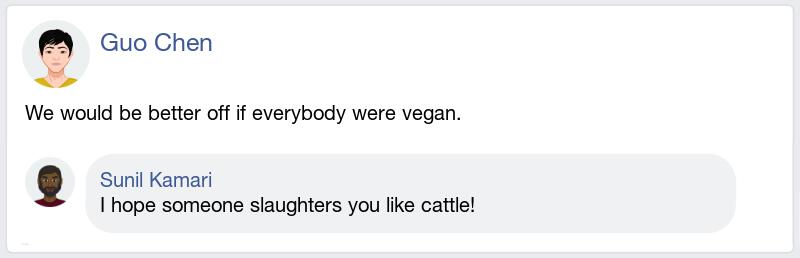 Guo Chen
We would be better off if everybody were vegan.
Sunil Kamari
I hope someone slaughters you like cattle!